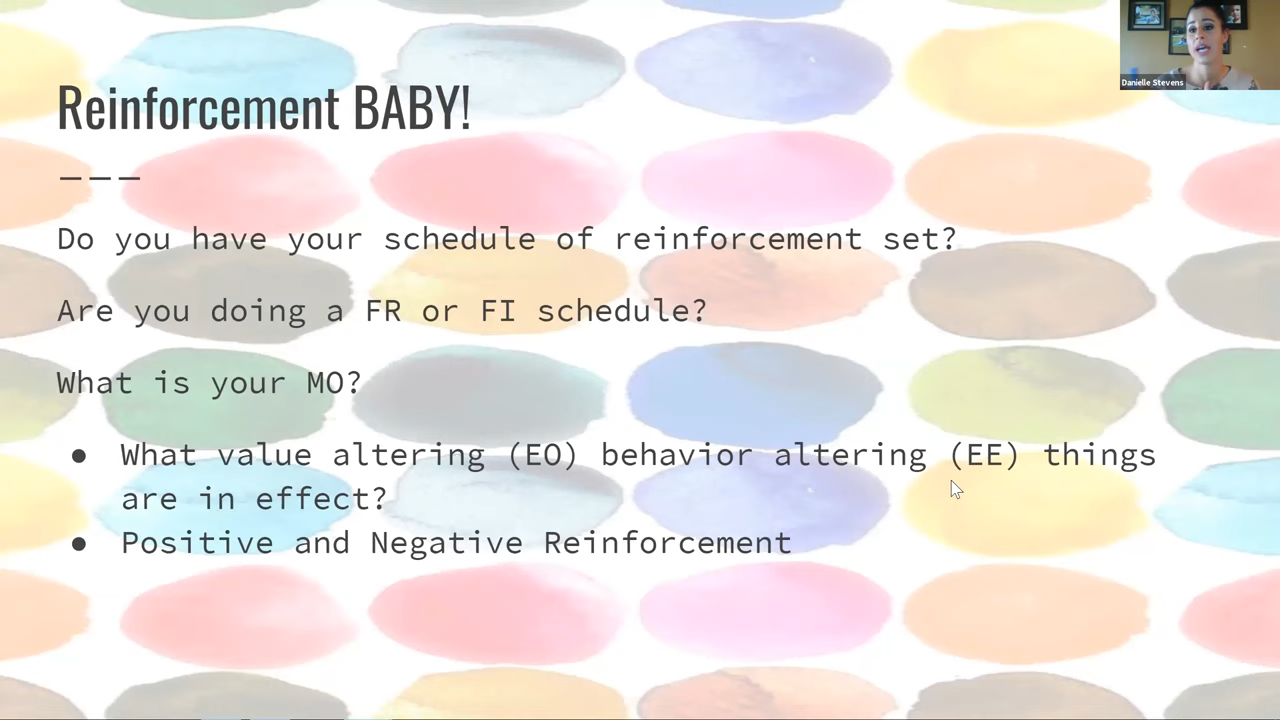 Danielle Stevens
Reinforcement BABY!
Do you have your schedule of reinforcement set?
Are you doing a FR or FI schedule?
What is your MO?
● What value altering (EO) behavior altering (EE) things
are in effect?
● Positive and Negative Reinforcement